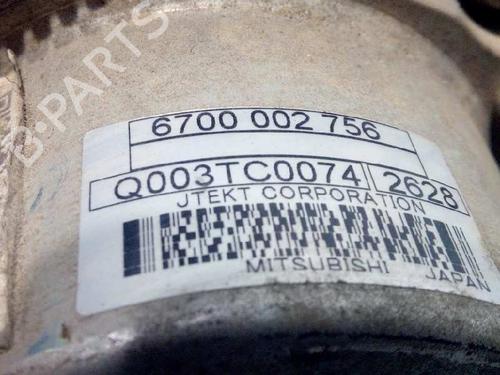 B-PARTS
6700 002 756
Q003TC0074 2628
JTEKT CORPORATION
MITSUBISHI
JAPAN